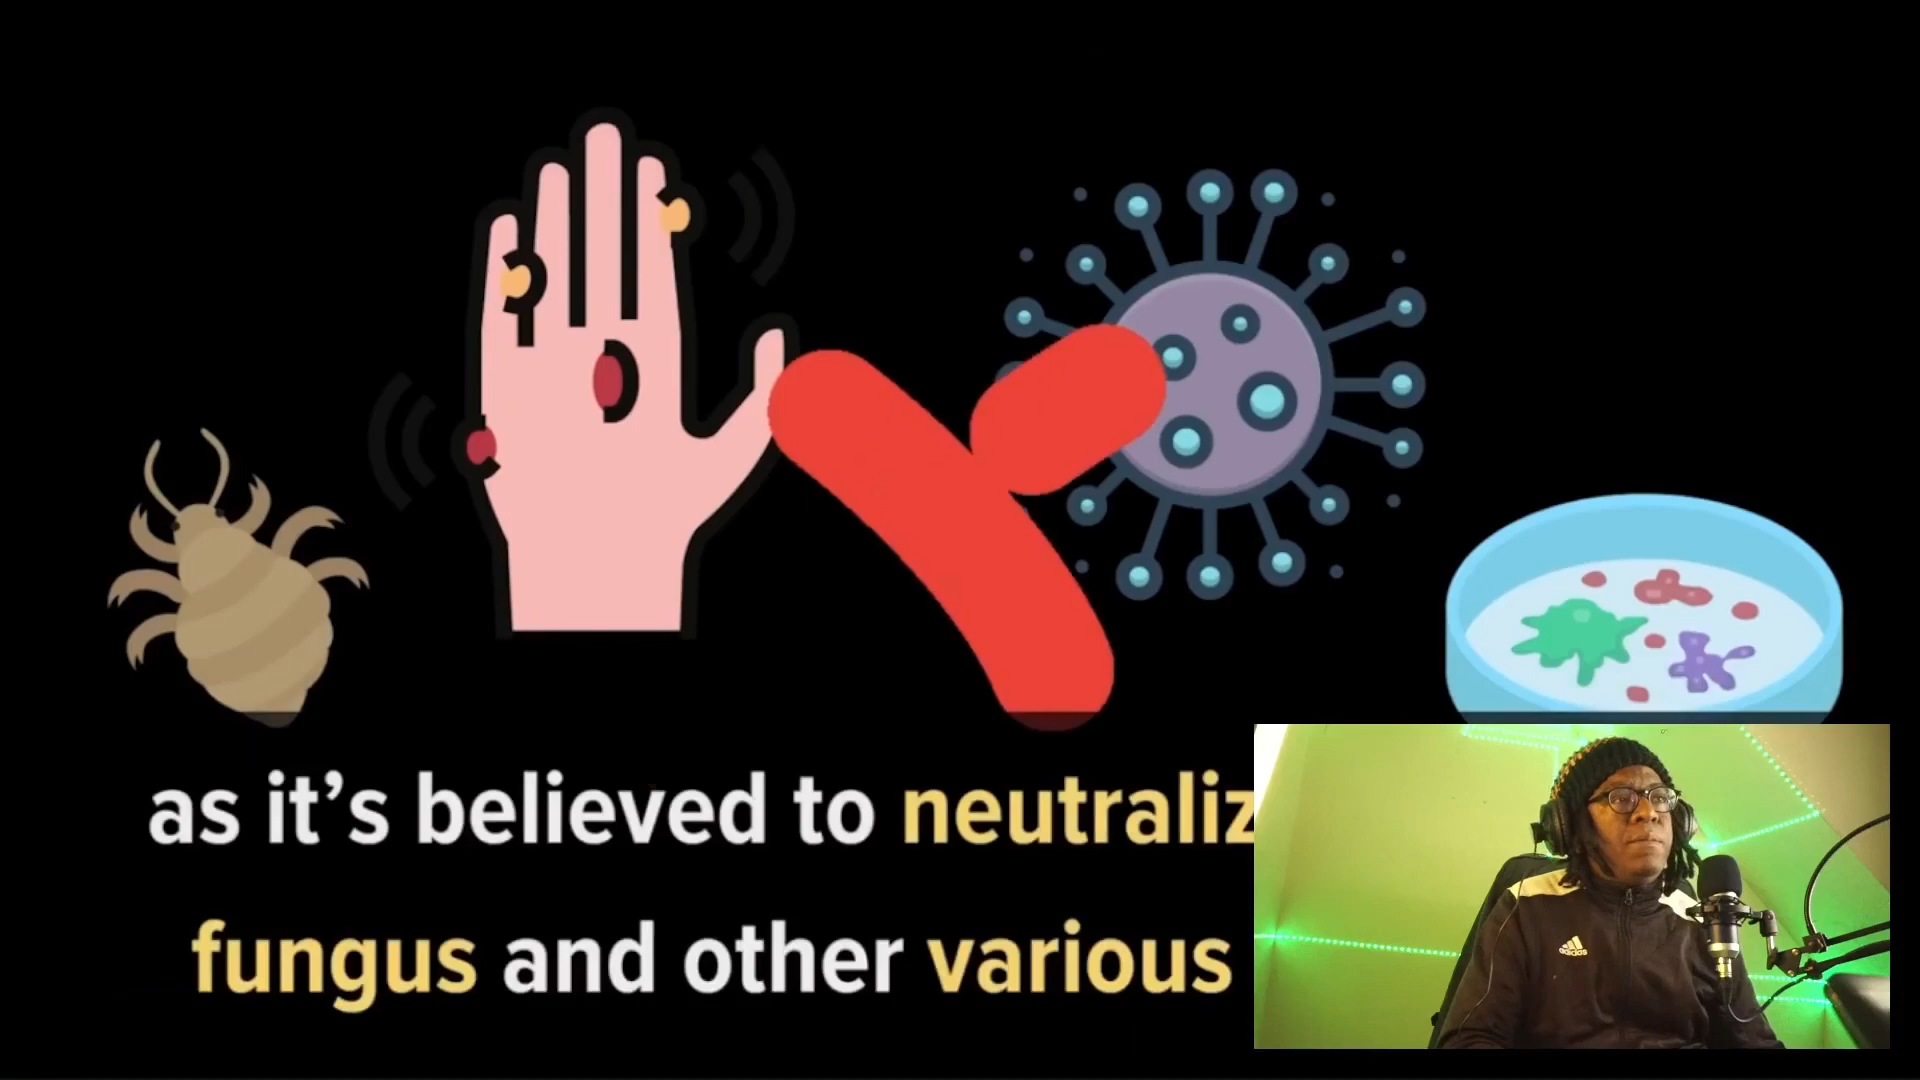 as it's believed to neutraliz
fungus and other various
adidas